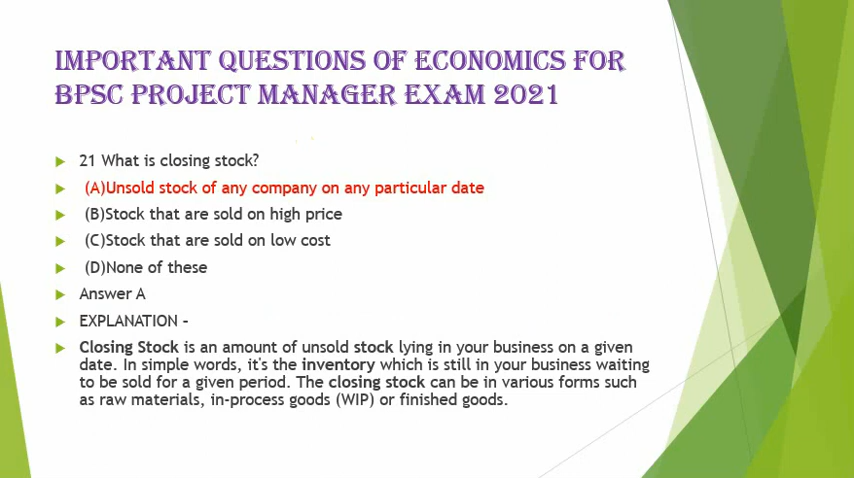 IMPORTANT QUESTIONS OF ECONOMICS FOR
BPSC PROJECT MANAGER EXAM 2021
21 What is closing stock?
(A)Unsold stock of any company on any particular date
(B)Stock that are sold on high price
(C)Stock that are sold on low cost
(D)None of these
Answer A
EXPLANATION –
Closing Stock is an amount of unsold stock lying in your business on a given
date. In simple words, it's the inventory which is still in your business waiting
to be sold for a given period. The closing stock can be in various forms such
as raw materials, in-process goods (WIP) or finished goods.